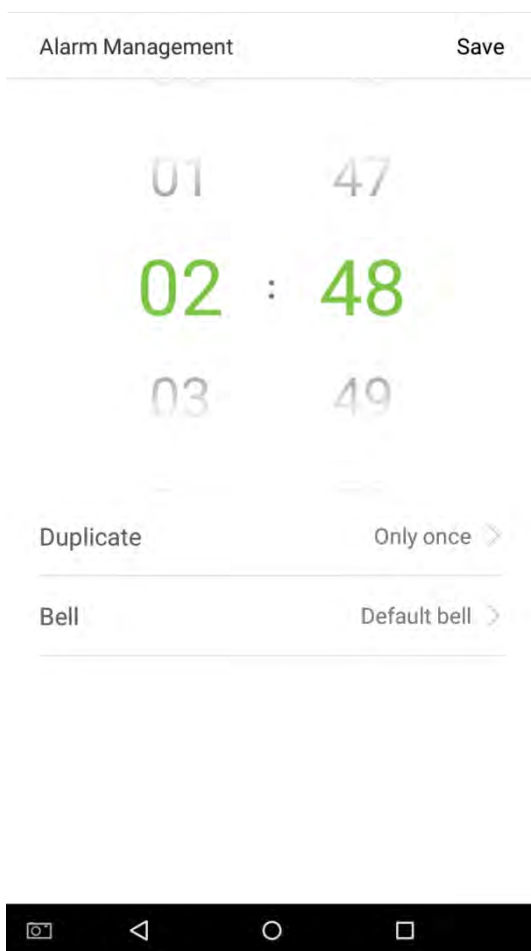 Alarm Management Save
01 47
02 : 48
03 49
Duplicate Only once
Bell Default bell